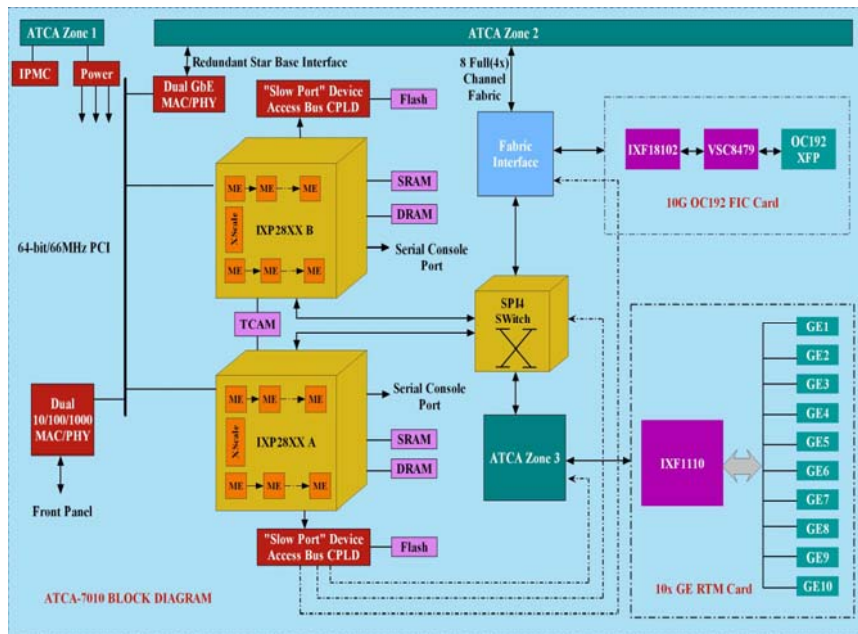 ATCA Zone 1
ATCA Zone 2
IPMC
Power
Redundant Star Base Interface
Dual GbE
MAC/PHY
"Slow Port" Device
Access Bus CPLD
Flash
8 Full(4x)
Channel
Fabric
Fabric
Interface
IXF18102
VSC8479
OC192
XFP
10G OC192 FIC Card
64-bit/66MHz PCI
ME
ME
ME
XScale
IXP28XX B
ME
ME
ME
SRAM
DRAM
Serial Console
Port
TCAM
SPI4
SWitch
Dual
10/100/1000
MAC/PHY
Front Panel
ME
ME
ME
XScale
IXP28XX A
ME
ME
ME
Serial Console
Port
SRAM
DRAM
ATCA Zone 3
IXF1110
GE1
GE2
GE3
GE4
GE5
GE6
GE7
GE8
GE9
GE10
10x GE RTM Card
"Slow Port" Device
Access Bus CPLD
Flash
ATCA-7010 BLOCK DIAGRAM